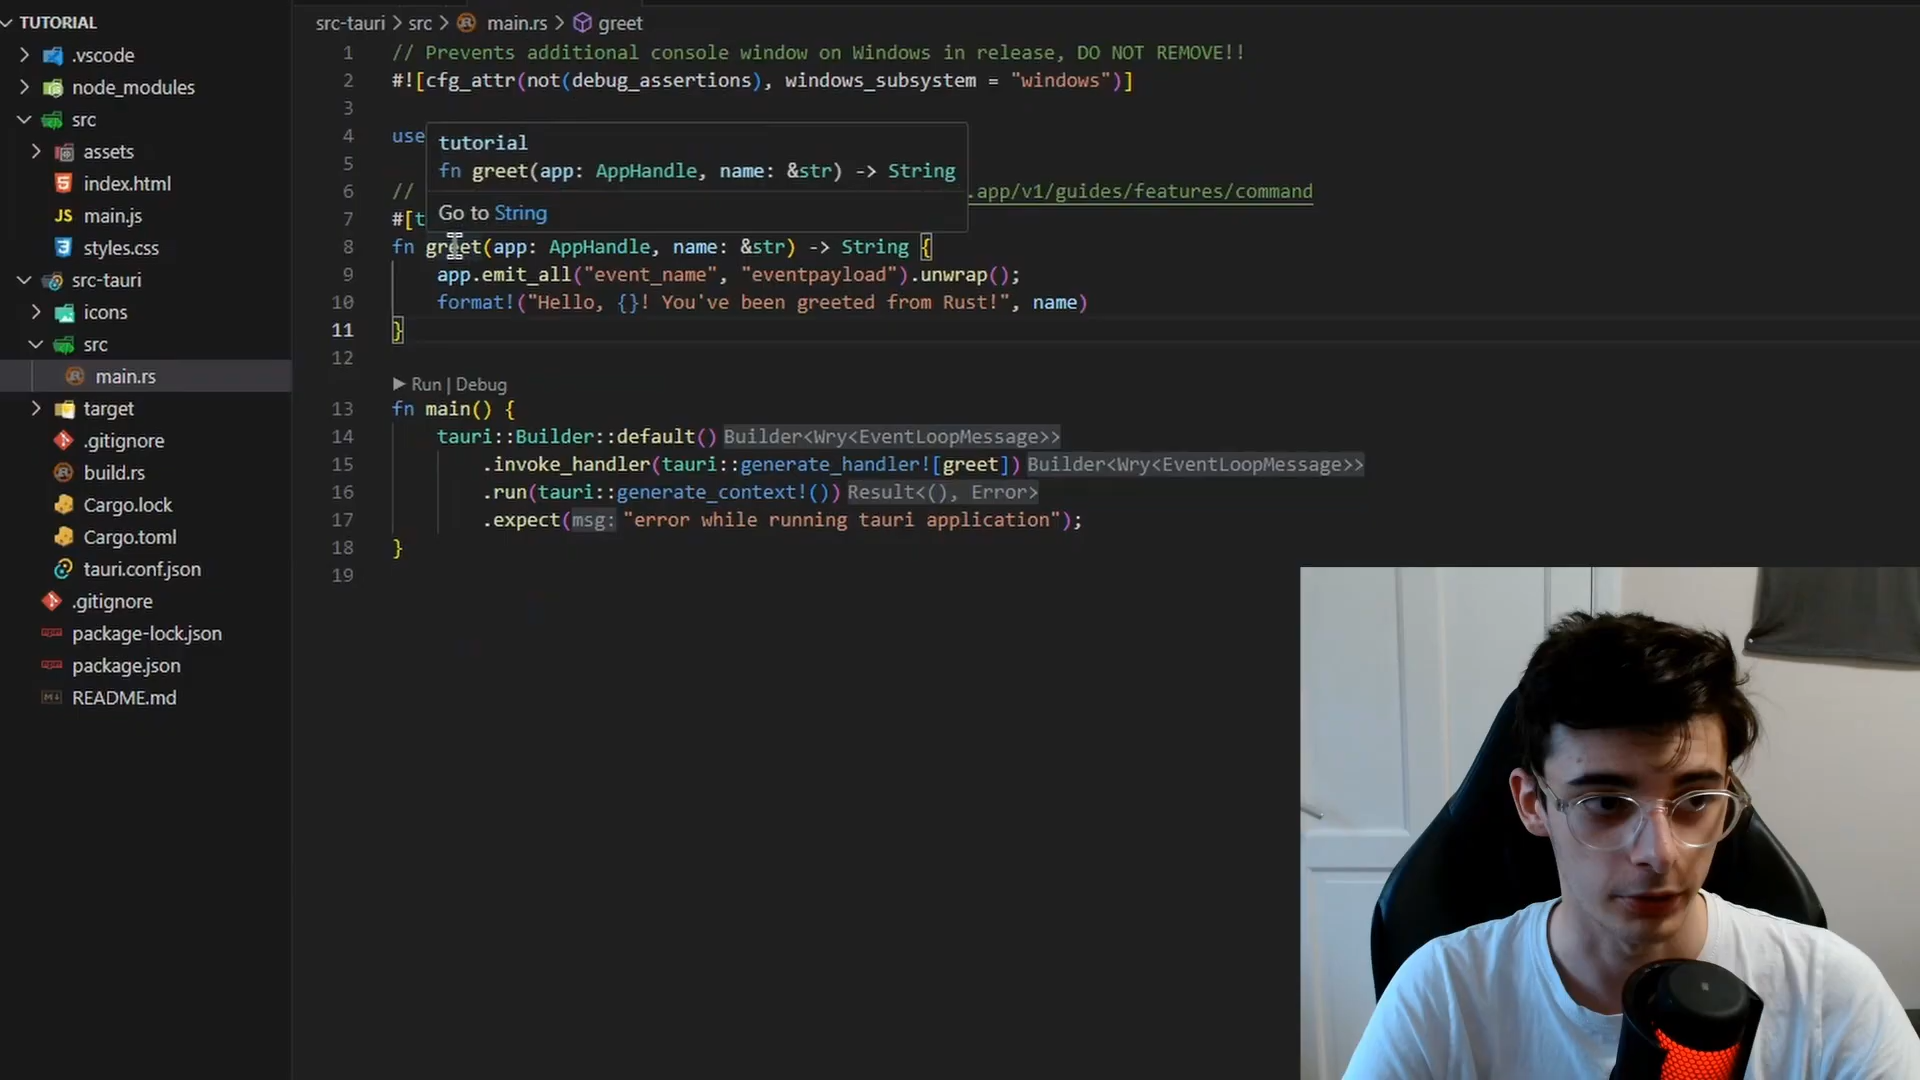 TUTORIAL
.vscode
node_modules
src
assets
index.html
JS main.js
styles.css
src-tauri
icons
src
main.rs
target
.gitignore
build.rs
Cargo.lock
Cargo.toml
tauri.conf.json
.gitignore
package-lock.json
package.json
README.md
src-tauri > src > main.rs > greet
1 // Prevents additional console window on Windows in release, DO NOT REMOVE!!
2 #![cfg_attr(not(debug_assertions), windows_subsystem = "windows")]
3
4 use
tutorial
fn greet(app: AppHandle, name: &str) -> String
Go to String
5
6 // .app/v1/guides/features/command
7 #[t
8 fn greet(app: AppHandle, name: &str) -> String {
9 app.emit_all("event_name", "eventpayload").unwrap();
10 format!("Hello, {}! You've been greeted from Rust!", name)
11 }
12
▶ Run | Debug
13 fn main() {
14 tauri::Builder::default() Builder<Wry<EventLoopMessage>>
15 .invoke_handler(tauri::generate_handler![greet]) Builder<Wry<EventLoopMessage>>
16 .run(tauri::generate_context!()) Result<(), Error>
17 .expect(msg: "error while running tauri application");
18 }
19